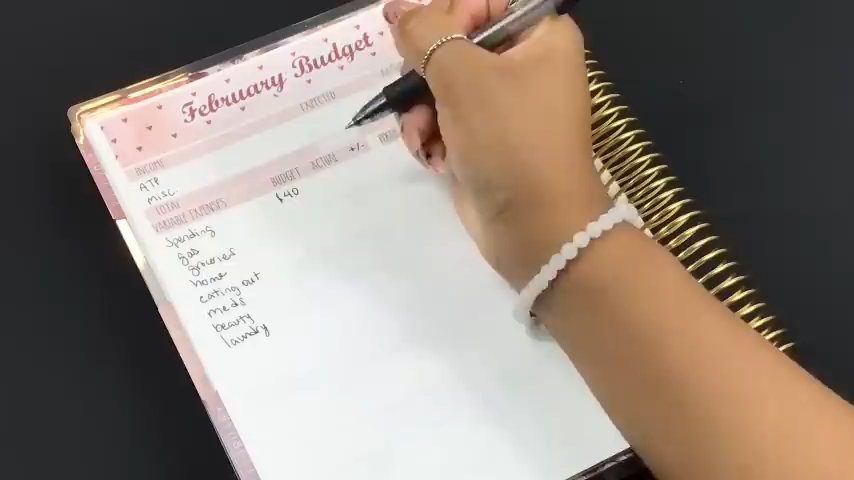 February Budget
INCOME EXPECTED
ATP
Misc.
TOTAL
VARIABLE EXPENSES BUDGET ACTUAL +/-
Spending $40
gas
groceries
home
eating out
meds
beauty
laundry